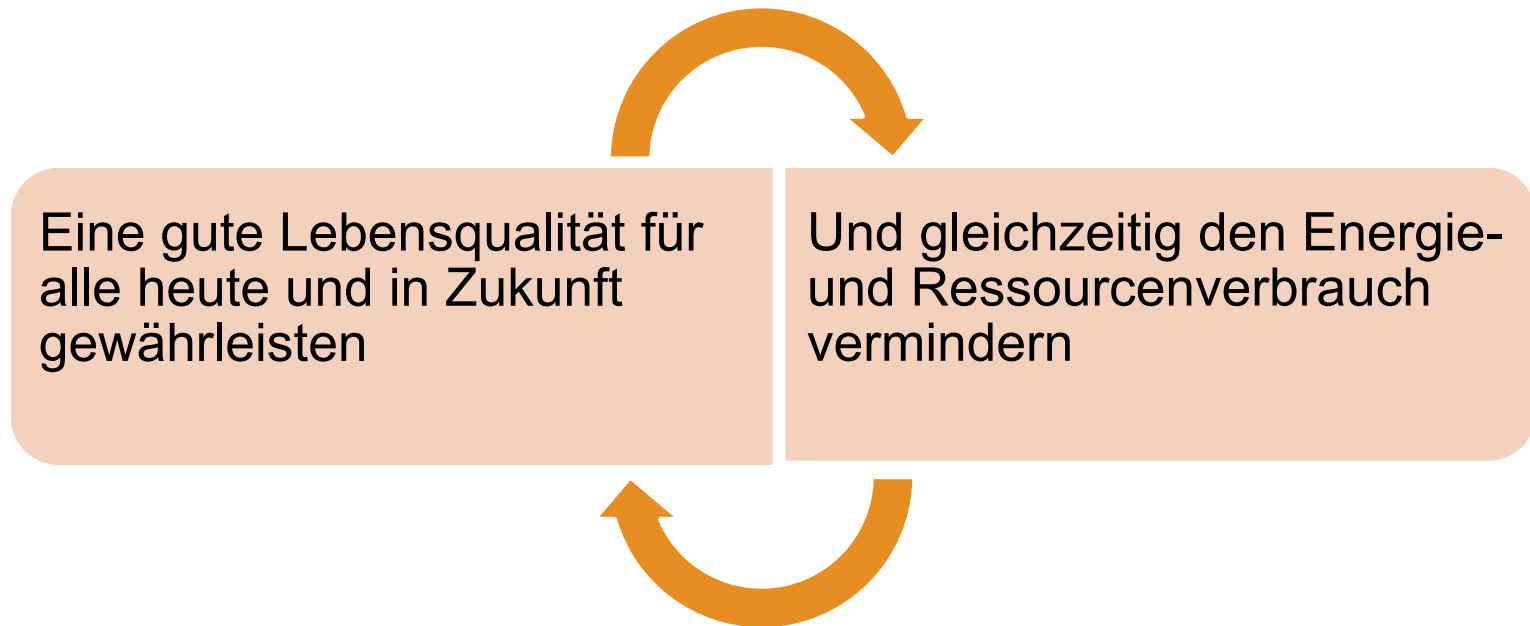 Eine gute Lebensqualität für
alle heute und in Zukunft
gewährleisten
Und gleichzeitig den Energie-
und Ressourcenverbrauch
vermindern